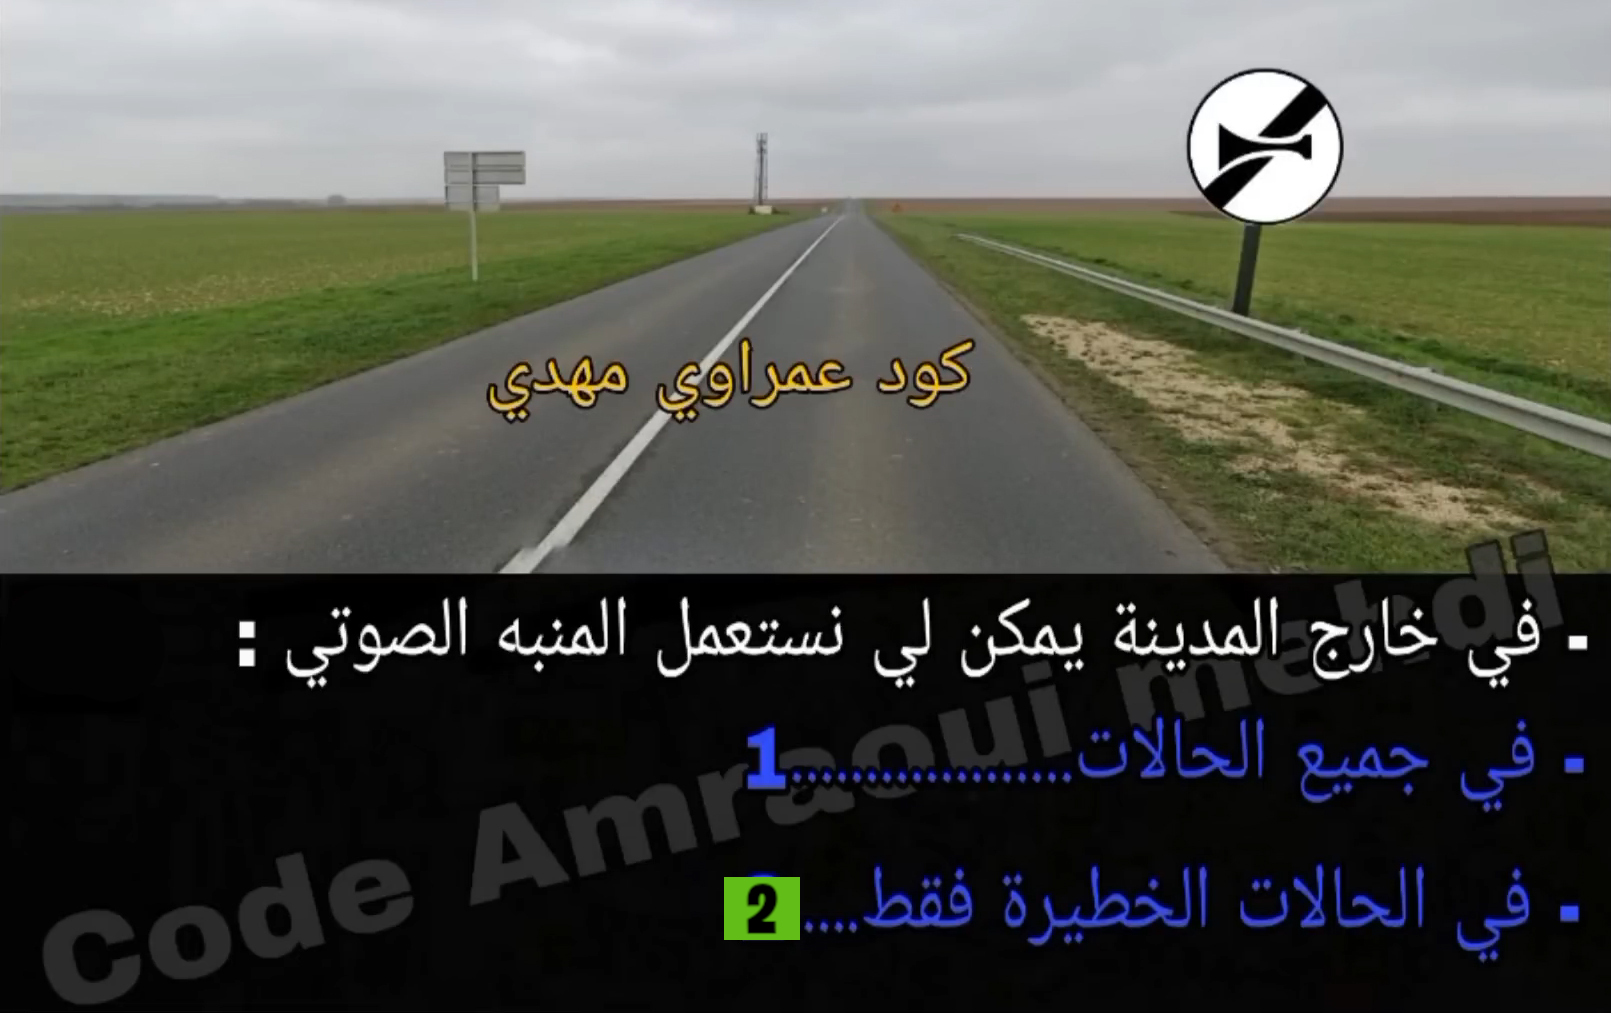 كود عمراوي مهدي
- في خارج المدينة يمكن لي نستعمل المنبه الصوتي :
- في جميع الحالات...................1
- في الحالات الخطيرة فقط....2
Code Amraoui mehdi